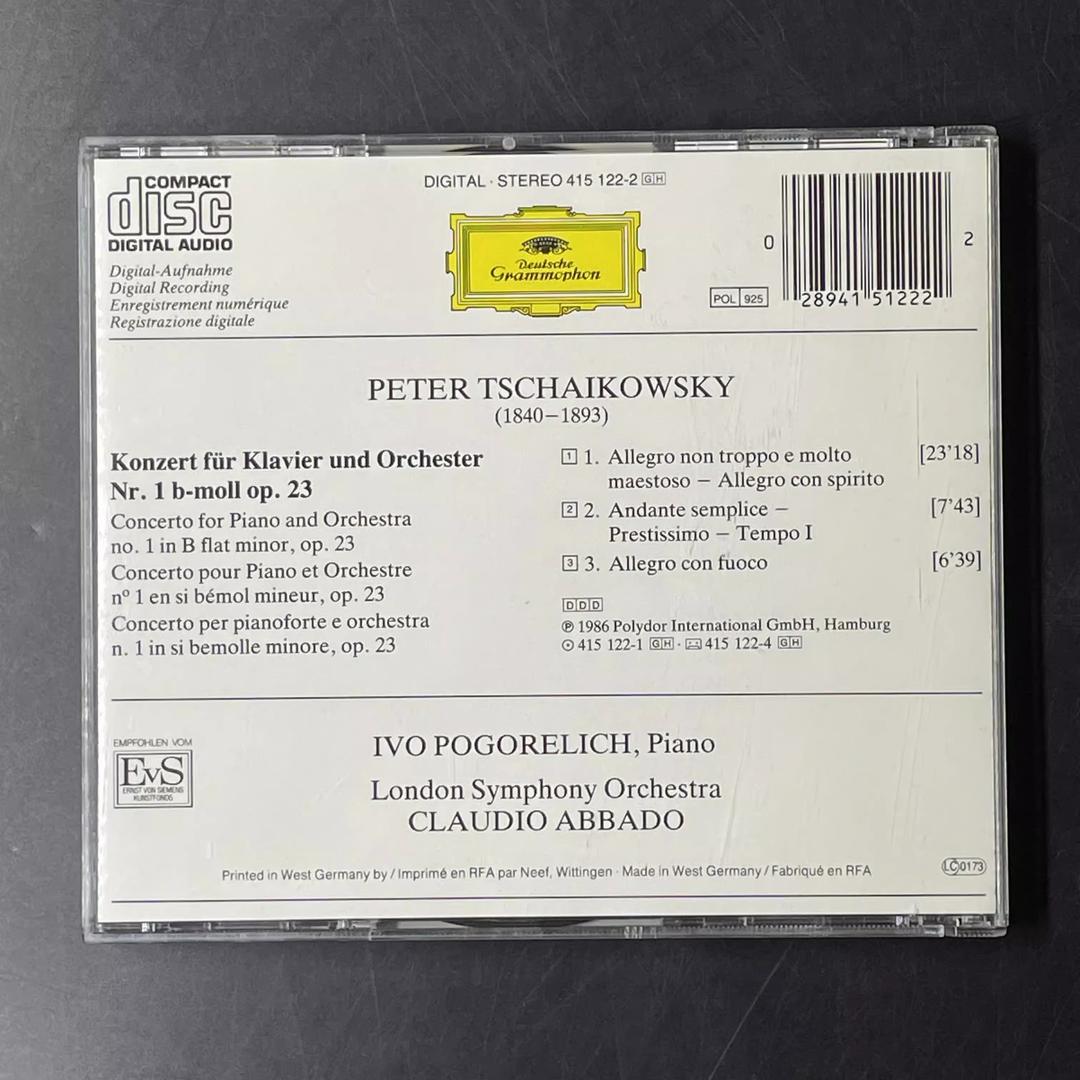 COMPACT
disc
DIGITAL AUDIO
Digital-Aufnahme
Digital Recording
Enregistrement numérique
Registrazione digitale
DIGITAL · STEREO 415 122-2 GH
Deutsche
Grammophon
POL 925
0 28941 51222 2
PETER TSCHAIKOWSKY
(1840–1893)
Konzert für Klavier und Orchester
Nr. 1 b-moll op. 23
Concerto for Piano and Orchestra
no. 1 in B flat minor, op. 23
Concerto pour Piano et Orchestre
nº 1 en si bémol mineur, op. 23
Concerto per pianoforte e orchestra
n. 1 in si bemolle minore, op. 23
1 1. Allegro non troppo e molto [23'18]
maestoso – Allegro con spirito
2 2. Andante semplice – [7'43]
Prestissimo – Tempo I
3 3. Allegro con fuoco [6'39]
DDD
℗ 1986 Polydor International GmbH, Hamburg
415 122-1 GH · 415 122-4 GH
EMPFOHLEN VOM
EvS
ERNST VON SIEMENS
KUNSTFONDS
IVO POGORELICH, Piano
London Symphony Orchestra
CLAUDIO ABBADO
Printed in West Germany by / Imprimé en RFA par Neef, Wittingen · Made in West Germany / Fabriqué en RFA
LC 0173